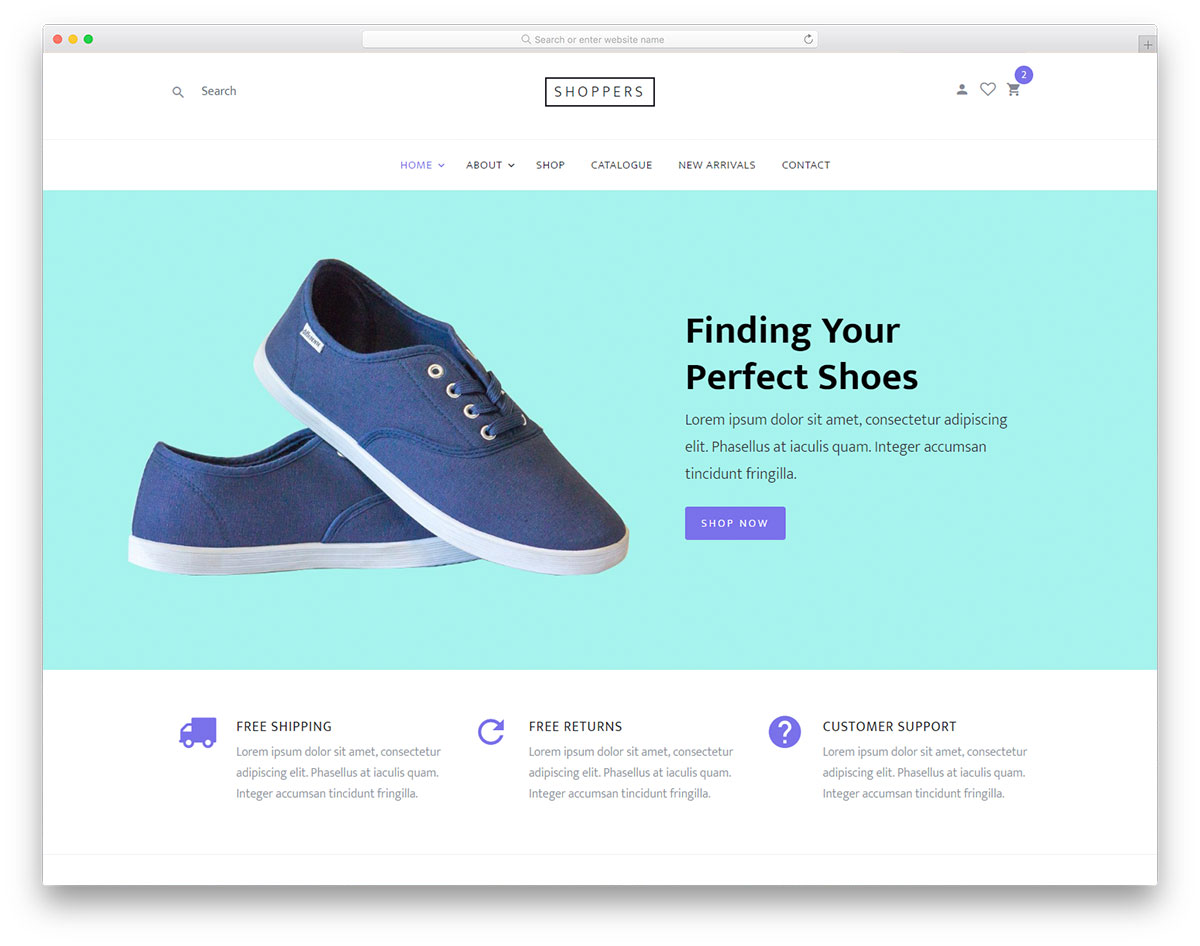 Search or enter website name
Search
SHOPPERS
2
HOME ABOUT SHOP CATALOGUE NEW ARRIVALS CONTACT
Finding Your
Perfect Shoes
Lorem ipsum dolor sit amet, consectetur adipiscing
elit. Phasellus at iaculis quam. Integer accumsan
tincidunt fringilla.
SHOP NOW
FREE SHIPPING
Lorem ipsum dolor sit amet, consectetur
adipiscing elit. Phasellus at iaculis quam.
Integer accumsan tincidunt fringilla.
FREE RETURNS
Lorem ipsum dolor sit amet, consectetur
adipiscing elit. Phasellus at iaculis quam.
Integer accumsan tincidunt fringilla.
?
CUSTOMER SUPPORT
Lorem ipsum dolor sit amet, consectetur
adipiscing elit. Phasellus at iaculis quam.
Integer accumsan tincidunt fringilla.